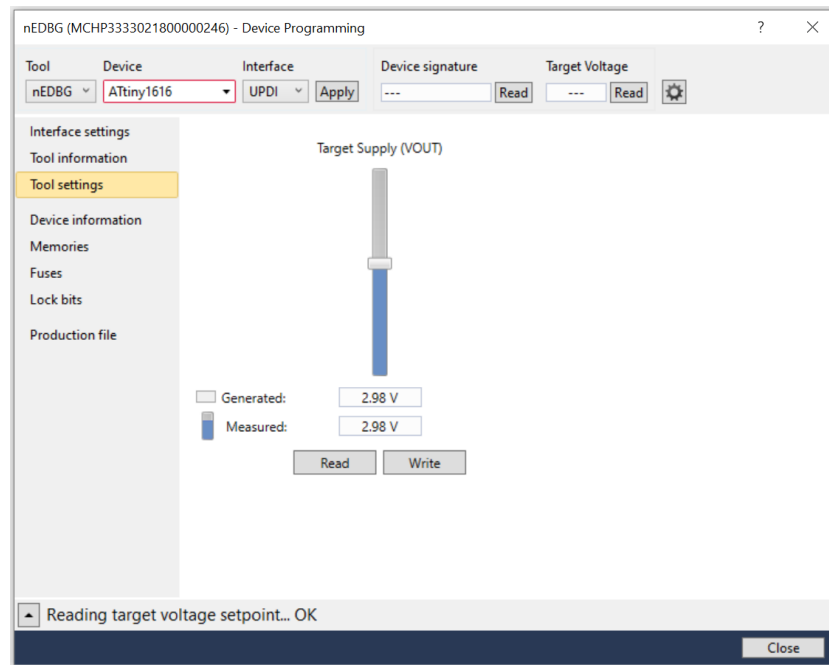 nEDBG (MCHP3333021800000246) - Device Programming
?
Tool Device Interface Device signature Target Voltage
nEDBG ATtiny1616 UPDI Apply --- Read --- Read
Interface settings
Tool information
Tool settings
Device information
Memories
Fuses
Lock bits
Production file
Target Supply (VOUT)
Generated: 2.98 V
Measured: 2.98 V
Read Write
Reading target voltage setpoint... OK
Close